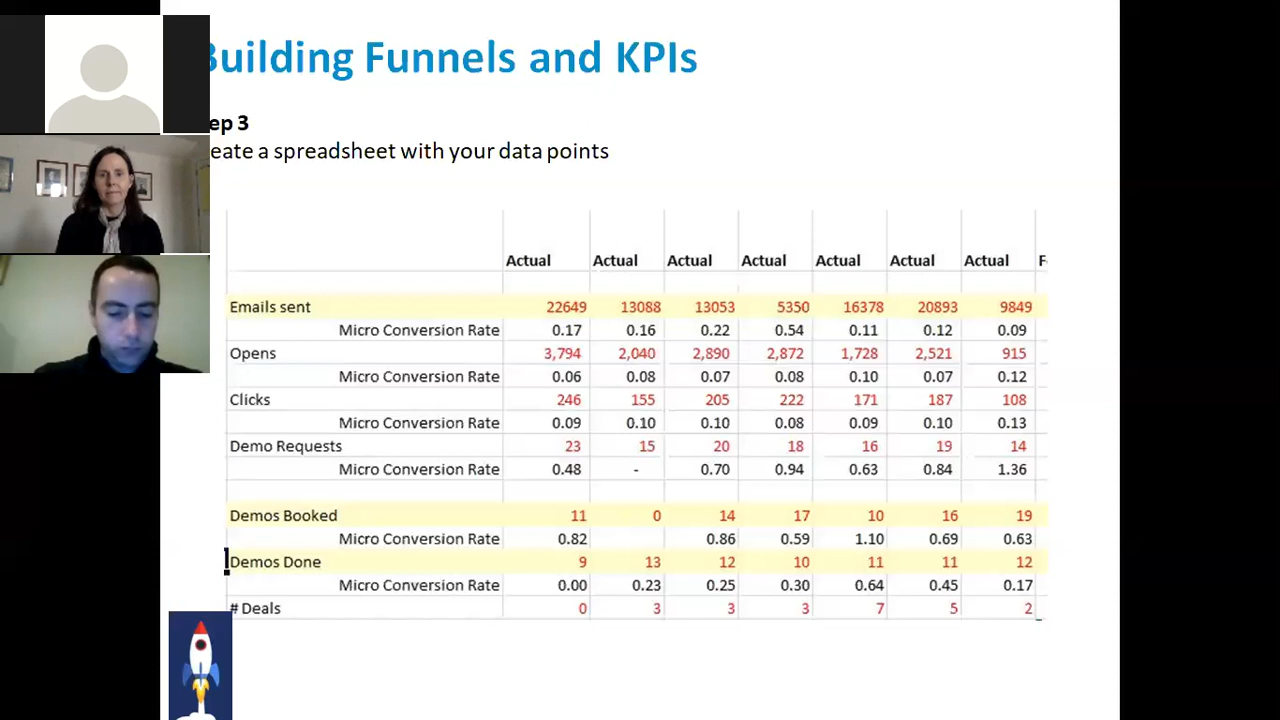 Building Funnels and KPIs
ep 3
eate a spreadsheet with your data points
Actual Actual Actual Actual Actual Actual Actual F
Emails sent 22649 13088 13053 5350 16378 20893 9849
Micro Conversion Rate 0.17 0.16 0.22 0.54 0.11 0.12 0.09
Opens 3,794 2,040 2,890 2,872 1,728 2,521 915
Micro Conversion Rate 0.06 0.08 0.07 0.08 0.10 0.07 0.12
Clicks 246 155 205 222 171 187 108
Micro Conversion Rate 0.09 0.10 0.10 0.08 0.09 0.10 0.13
Demo Requests 23 15 20 18 16 19 14
Micro Conversion Rate 0.48 - 0.70 0.94 0.63 0.84 1.36
Demos Booked 11 0 14 17 10 16 19
Micro Conversion Rate 0.82 0.86 0.59 1.10 0.69 0.63
Demos Done 9 13 12 10 11 11 12
Micro Conversion Rate 0.00 0.23 0.25 0.30 0.64 0.45 0.17
# Deals 0 3 3 3 7 5 2